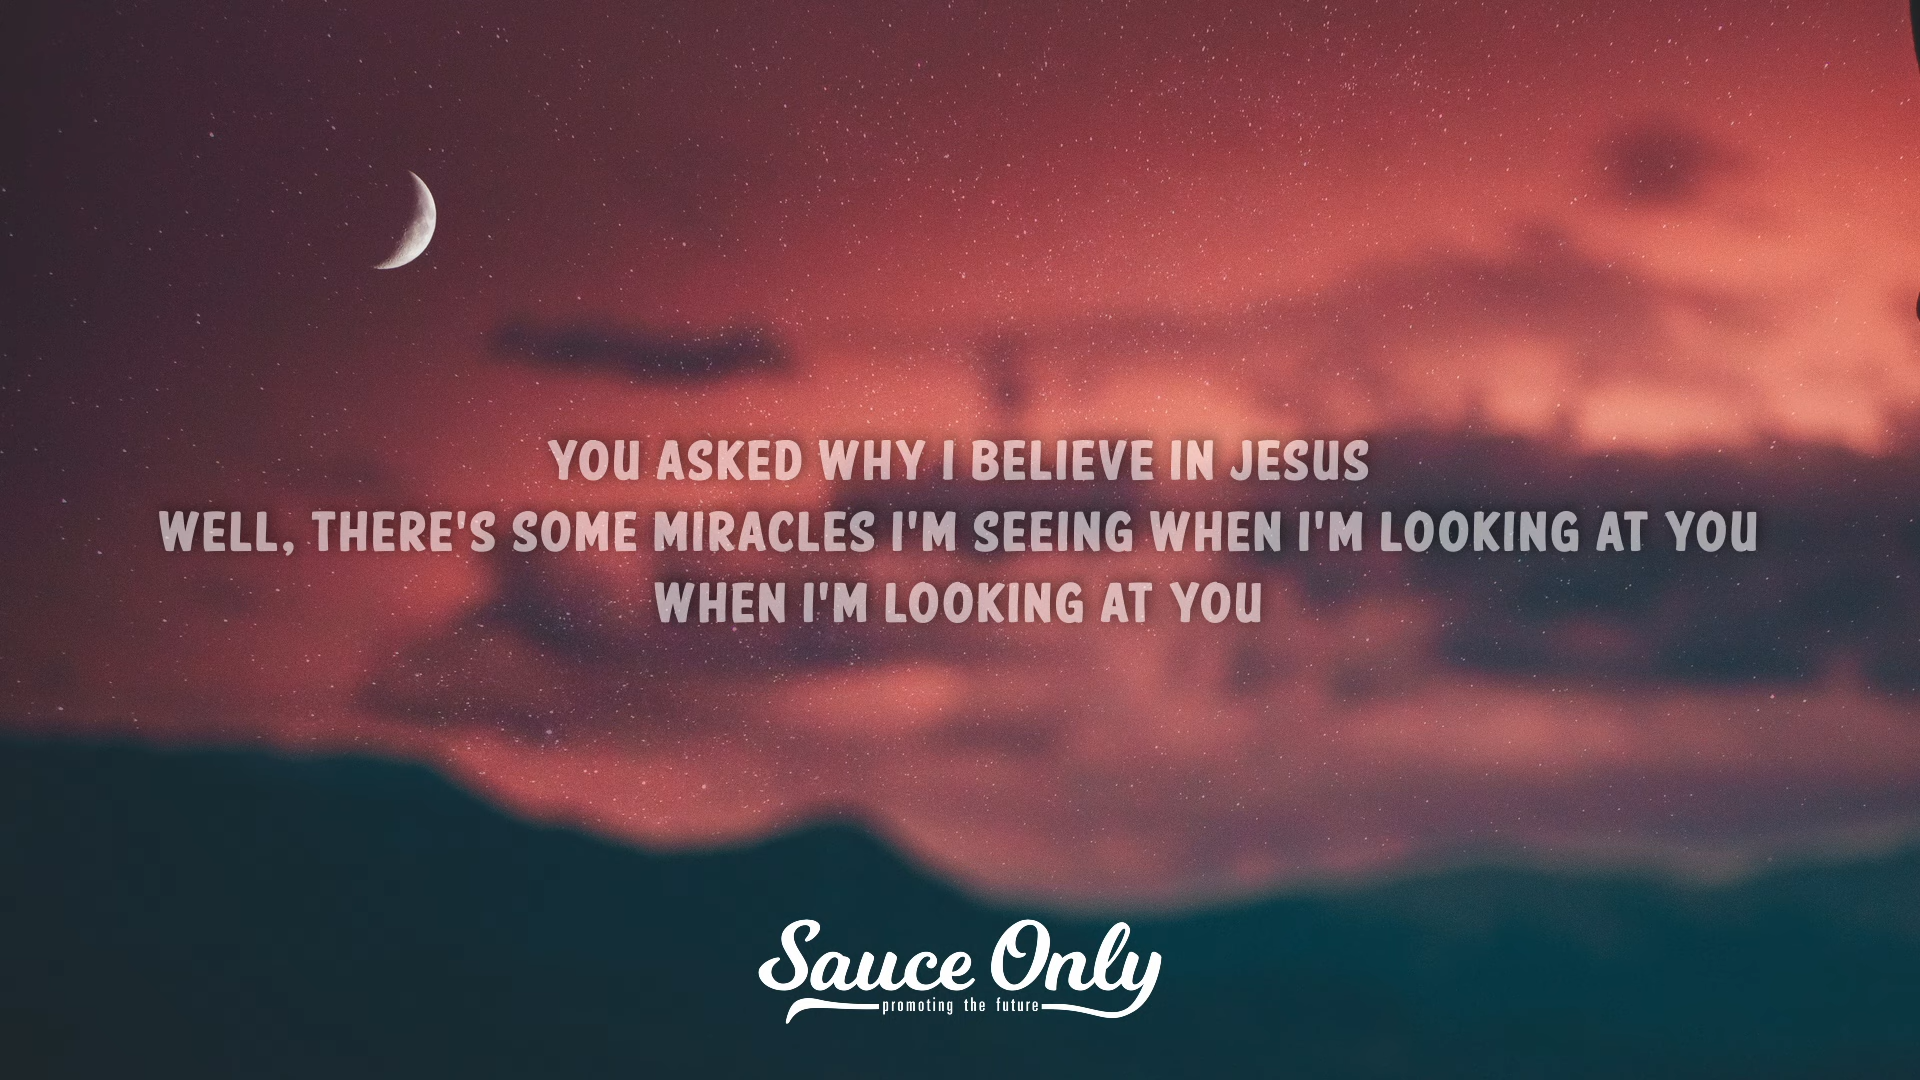 YOU ASKED WHY I BELIEVE IN JESUS
WELL, THERE'S SOME MIRACLES I'M SEEING WHEN I'M LOOKING AT YOU
WHEN I'M LOOKING AT YOU
Sauce Only
promoting the future